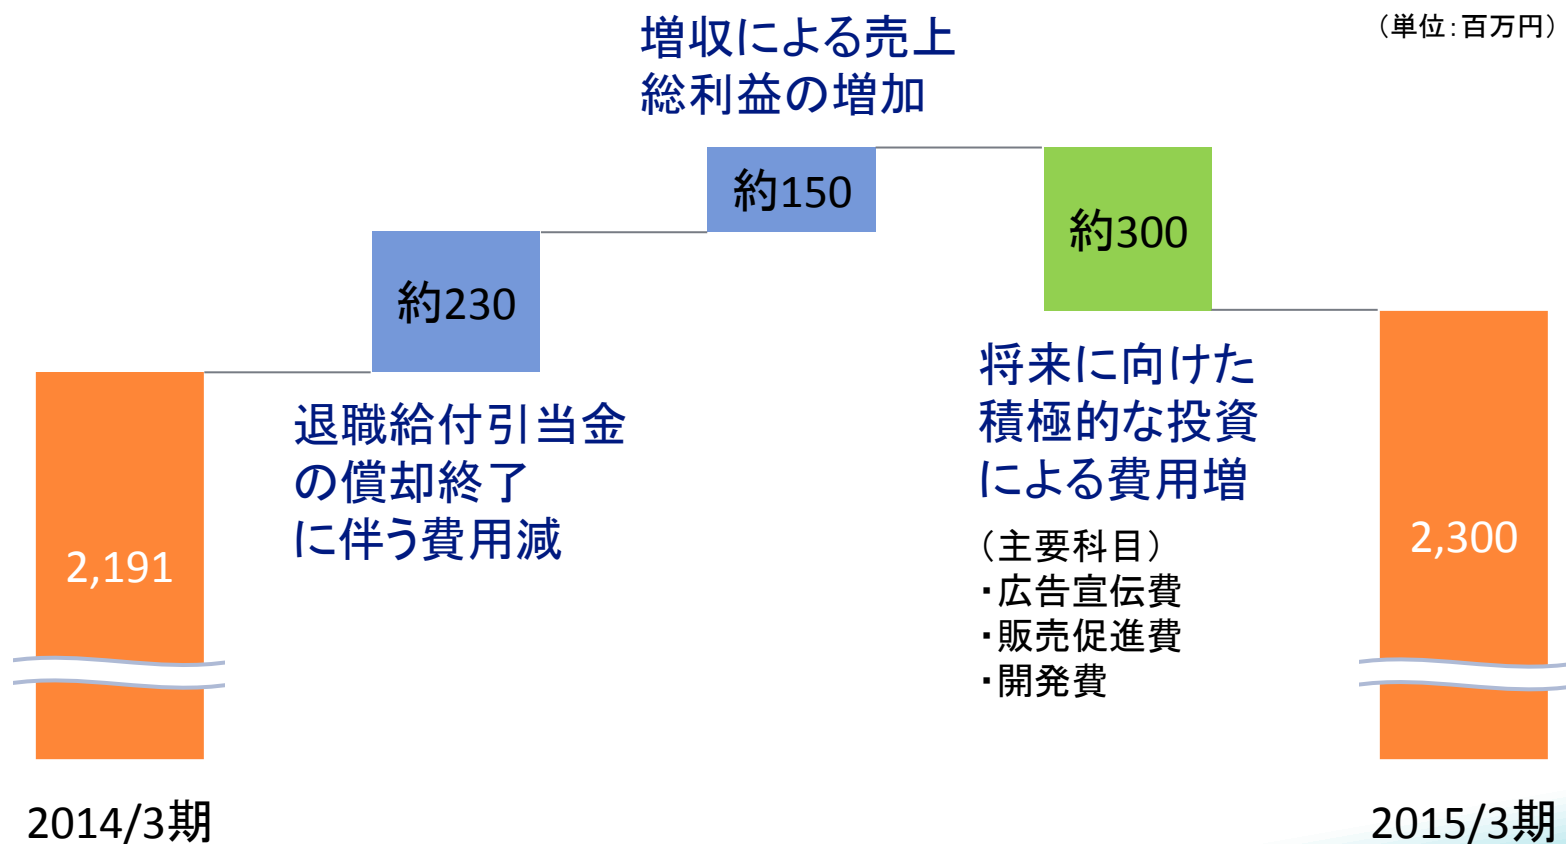 （単位：百万円）
増収による売上
総利益の増加
約150
約300
約230
退職給付引当金
の償却終了
に伴う費用減
将来に向けた
積極的な投資
による費用増
（主要科目）
・広告宣伝費
・販売促進費
・開発費
2,191
2,300
2014/3期
2015/3期